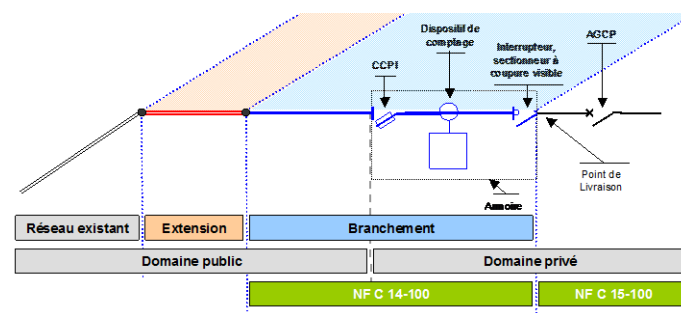 Dispositif de
comptage
AGCP
Interrupteur,
sectionneur à
coupure visible
CCPI
Point de
Livraison
Armoire
Réseau existant
Extension
Branchement
Domaine public
Domaine privé
NF C 14-100
NF C 15-100